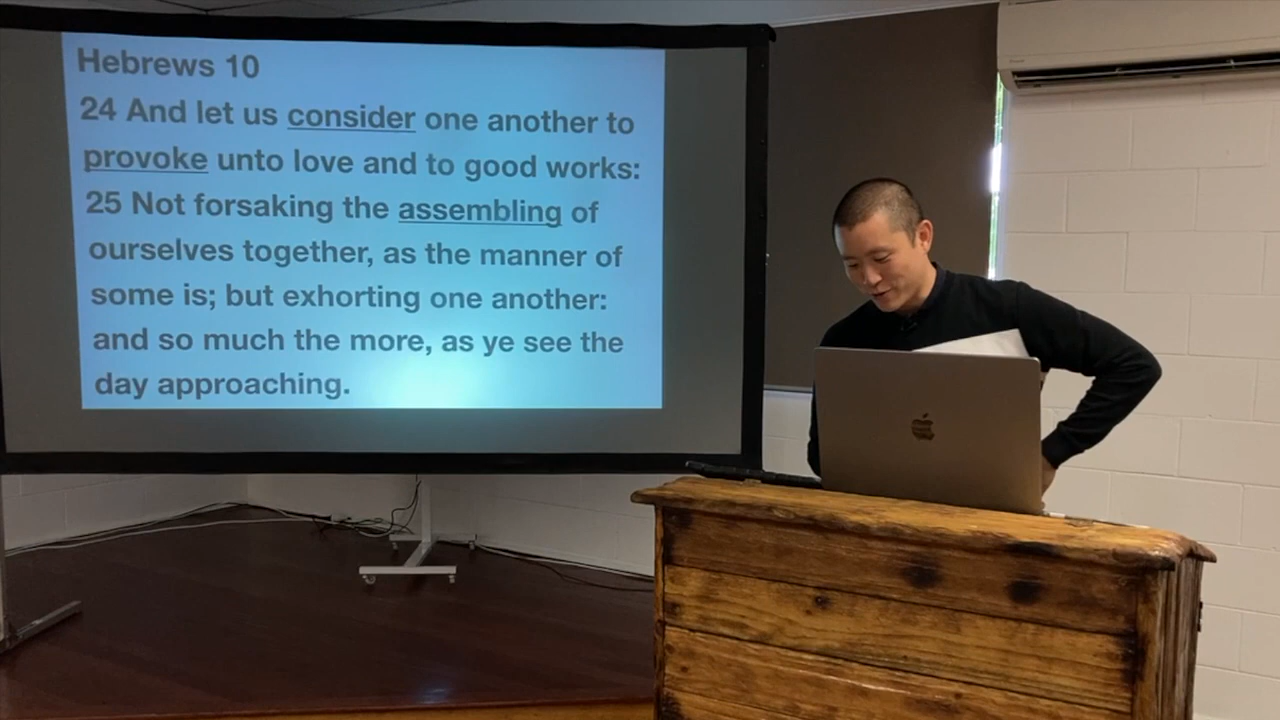 Hebrews 10
24 And let us consider one another to
provoke unto love and to good works:
25 Not forsaking the assembling of
ourselves together, as the manner of
some is; but exhorting one another:
and so much the more, as ye see the
day approaching.